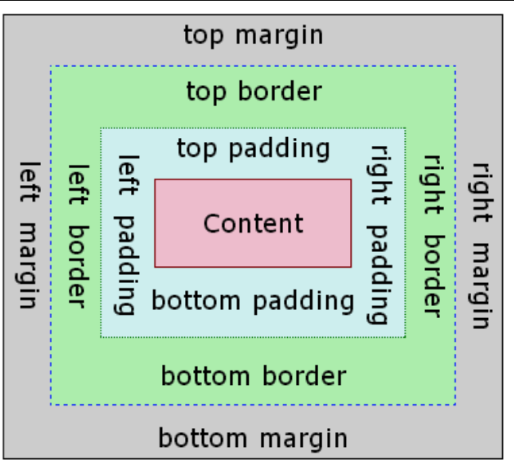 top margin
top border
top padding
left margin
left border
left padding
Content
right padding
right border
right margin
bottom padding
bottom border
bottom margin